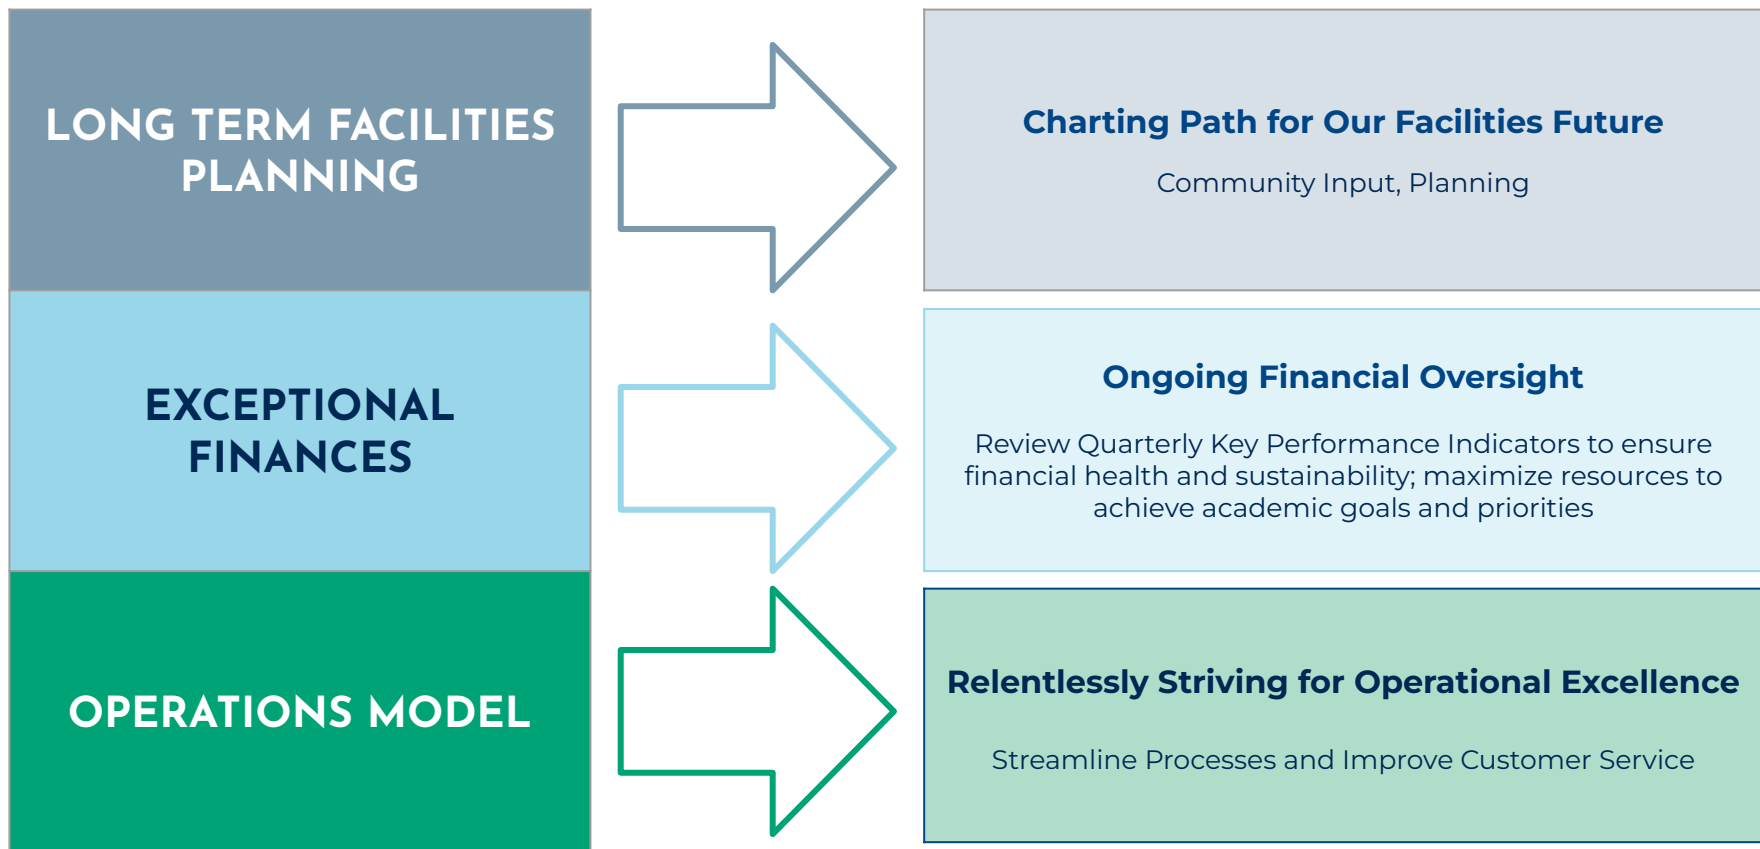 LONG TERM FACILITIES
PLANNING
Charting Path for Our Facilities Future
Community Input, Planning
EXCEPTIONAL
FINANCES
Ongoing Financial Oversight
Review Quarterly Key Performance Indicators to ensure
financial health and sustainability; maximize resources to
achieve academic goals and priorities
OPERATIONS MODEL
Relentlessly Striving for Operational Excellence
Streamline Processes and Improve Customer Service